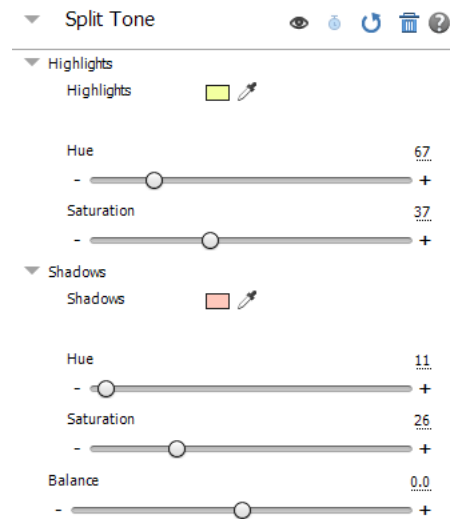 Split Tone ?
Highlights
Highlights
Hue 67
- +
Saturation 37
- +
Shadows
Shadows
Hue 11
- +
Saturation 26
- +
Balance 0.0
- +